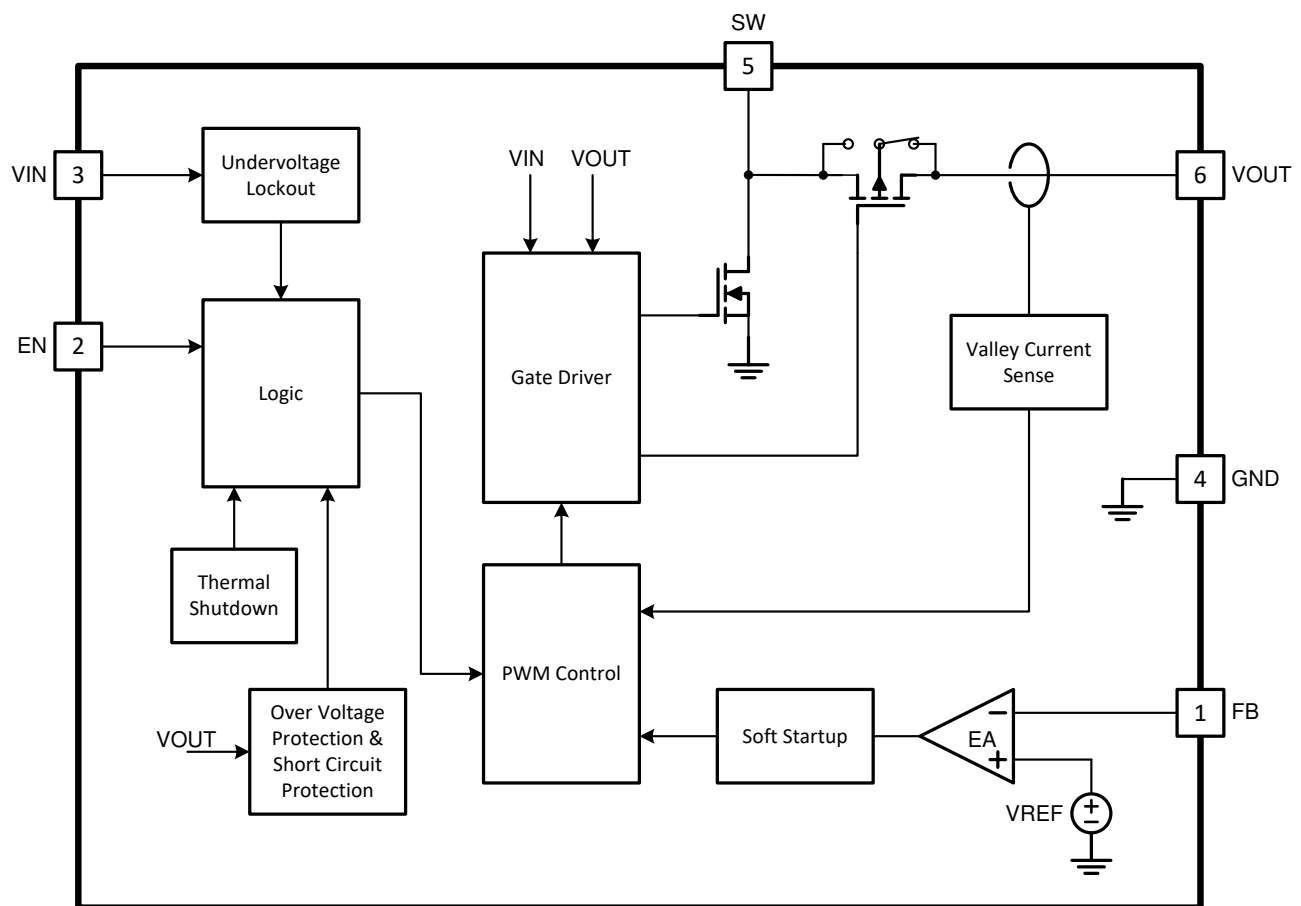 SW
5
VIN
3
Undervoltage
Lockout
VIN
VOUT
6
VOUT
EN
2
Logic
Gate Driver
Valley Current
Sense
4
GND
Thermal
Shutdown
PWM Control
Over Voltage
Protection &
Short Circuit
Protection
VOUT
Soft Startup
EA
1
FB
VREF